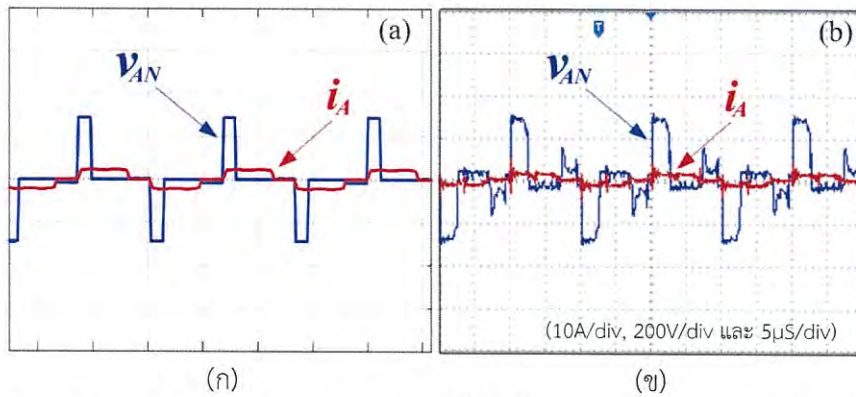 (a)
v_AN
i_A
(b)
T
v_AN
i_A
(10A/div, 200V/div และ 5µS/div)
(ก)
(ข)